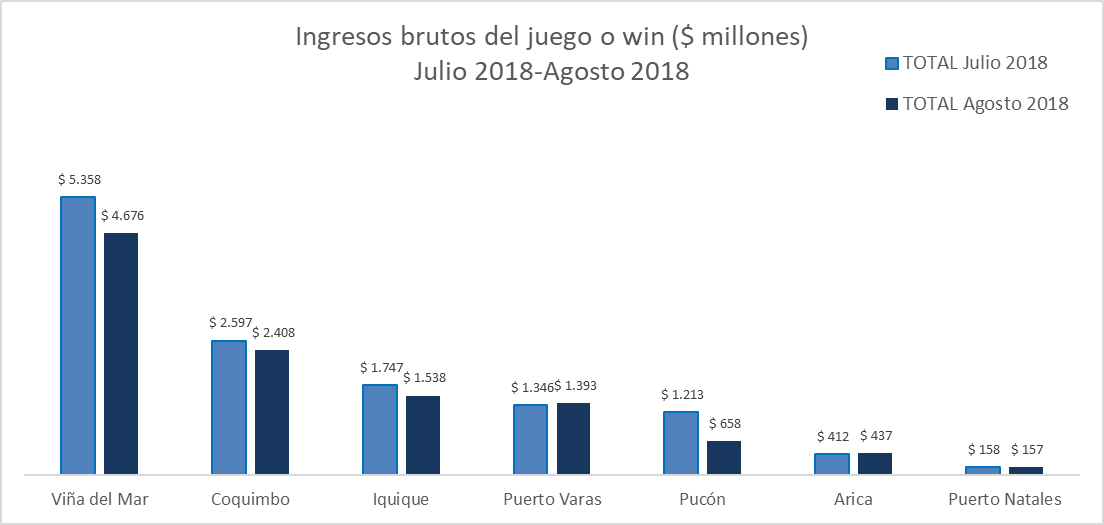 Ingresos brutos del juego o win ($ millones)
Julio 2018-Agosto 2018
TOTAL Julio 2018
TOTAL Agosto 2018
$ 5.358
$ 4.676
$ 2.597
$ 2.408
$ 1.747
$ 1.538
$ 1.346
$ 1.393
$ 1.213
$ 658
$ 412
$ 437
$ 158
$ 157
Viña del Mar
Coquimbo
Iquique
Puerto Varas
Pucón
Arica
Puerto Natales